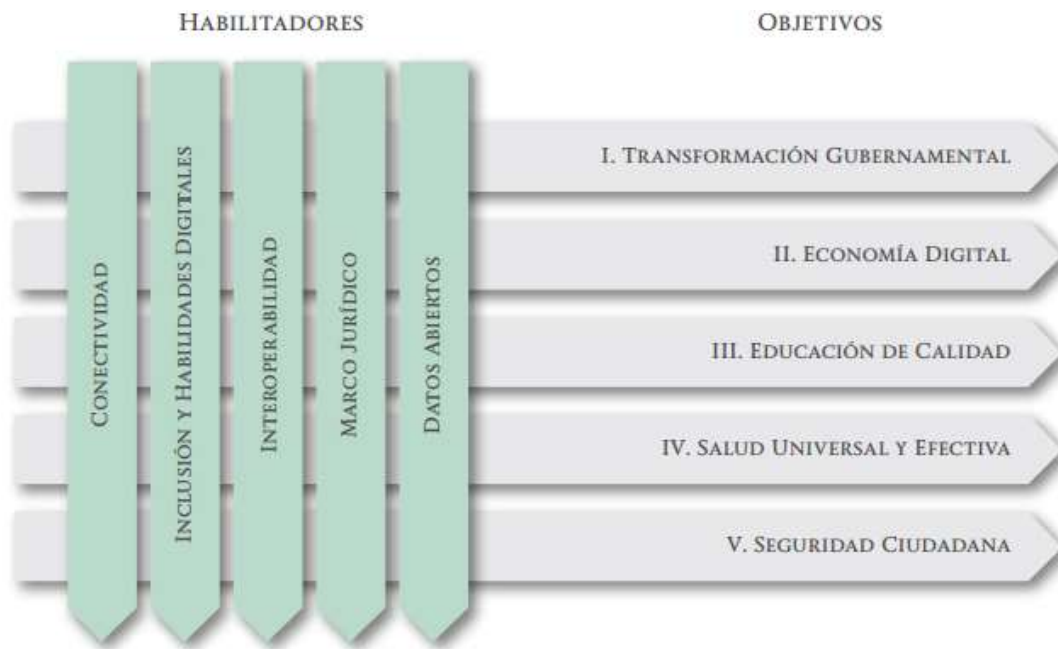 HABILITADORES
OBJETIVOS
CONECTIVIDAD
INCLUSIÓN Y HABILIDADES DIGITALES
INTEROPERABILIDAD
MARCO JURÍDICO
DATOS ABIERTOS
I. TRANSFORMACIÓN GUBERNAMENTAL
II. ECONOMÍA DIGITAL
III. EDUCACIÓN DE CALIDAD
IV. SALUD UNIVERSAL Y EFECTIVA
V. SEGURIDAD CIUDADANA